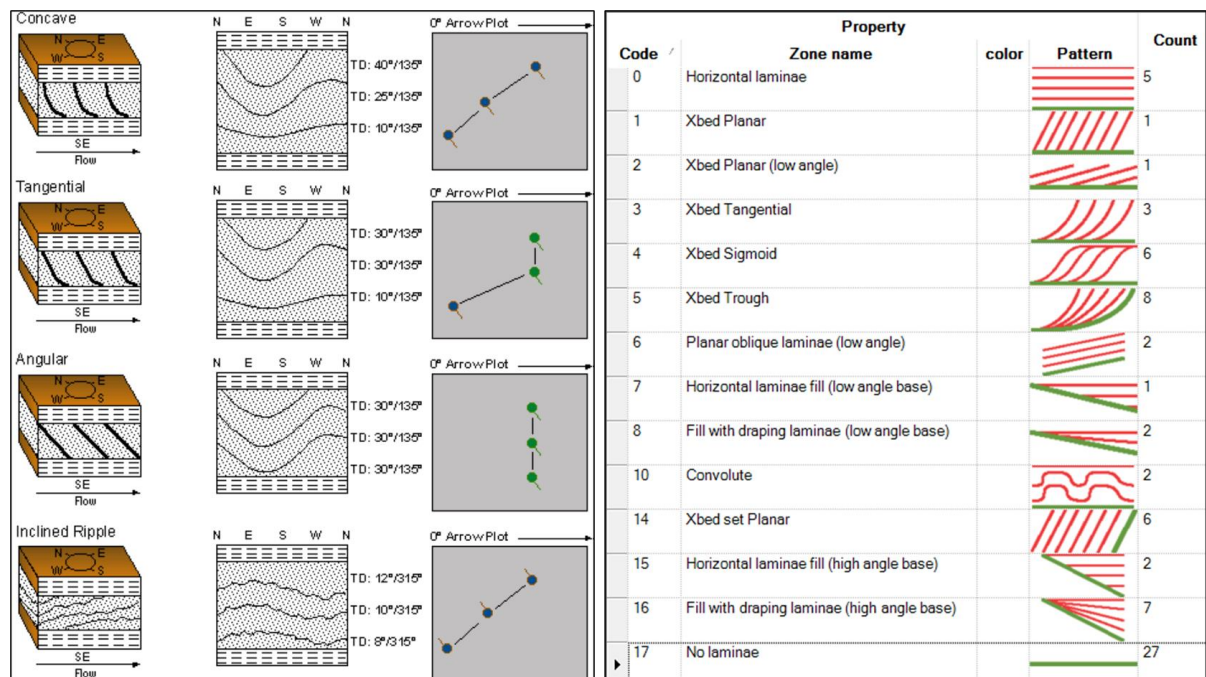 Concave
N E S W N
0° Arrow Plot
N
E
W
S
TD: 40°/135°
TD: 25°/135°
TD: 10°/135°
SE
Flow
Tangential
N E S W N
0° Arrow Plot
N
E
W
S
TD: 30°/135°
TD: 30°/135°
TD: 10°/135°
SE
Flow
Angular
N E S W N
0° Arrow Plot
N
E
W
S
TD: 30°/135°
TD: 30°/135°
TD: 30°/135°
SE
Flow
Inclined Ripple
N E S W N
0° Arrow Plot
N
E
W
S
TD: 12°/315°
TD: 10°/315°
TD: 8°/315°
SE
Flow
Property
Code Zone name color Pattern Count
0 Horizontal laminae 5
1 Xbed Planar 1
2 Xbed Planar (low angle) 1
3 Xbed Tangential 3
4 Xbed Sigmoid 6
5 Xbed Trough 8
6 Planar oblique laminae (low angle) 2
7 Horizontal laminae fill (low angle base) 1
8 Fill with draping laminae (low angle base) 2
10 Convolute 2
14 Xbed set Planar 6
15 Horizontal laminae fill (high angle base) 2
16 Fill with draping laminae (high angle base) 7
17 No laminae 27